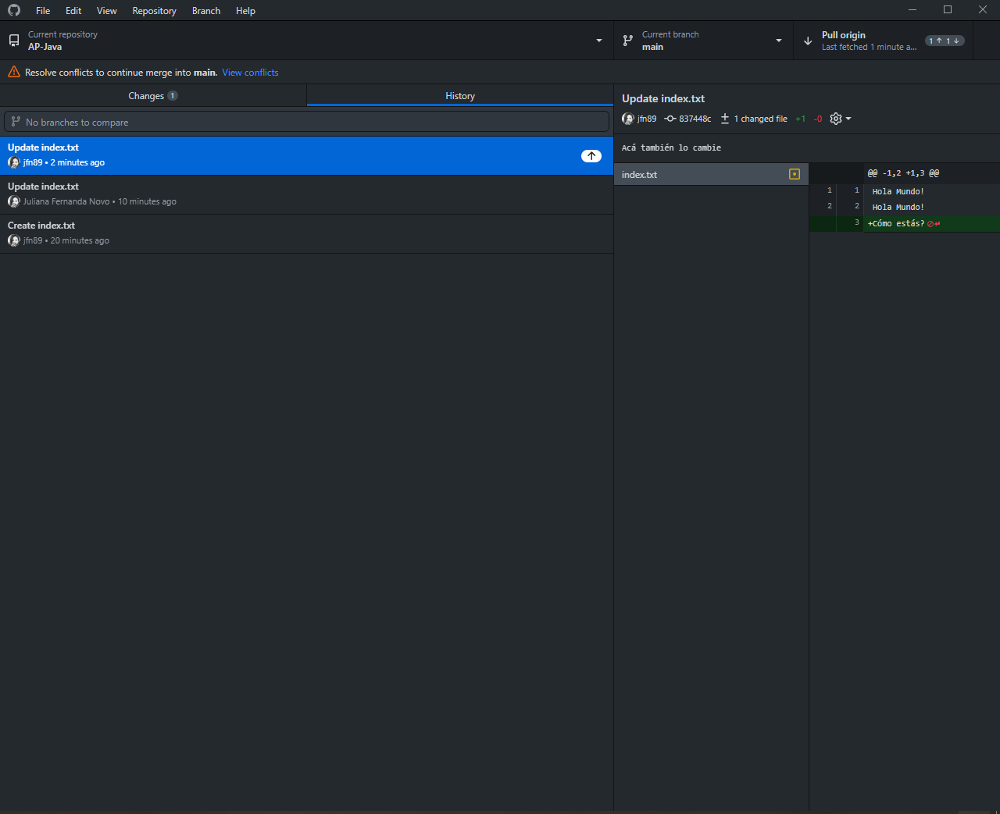 File Edit View Repository Branch Help
Current repository
AP-Java
Current branch
main
Pull origin
Last fetched 1 minute a...
1 ↑ 1 ↓
Resolve conflicts to continue merge into main. View conflicts
Changes 1
History
No branches to compare
Update index.txt
jfn89 • 2 minutes ago
Update index.txt
Juliana Fernanda Novo • 10 minutes ago
Create index.txt
jfn89 • 20 minutes ago
Update index.txt
jfn89 837448c 1 changed file +1 -0
Acá también lo cambie
index.txt
@@ -1,2 +1,3 @@
1 1 Hola Mundo!
2 2 Hola Mundo!
3 +Cómo estás?